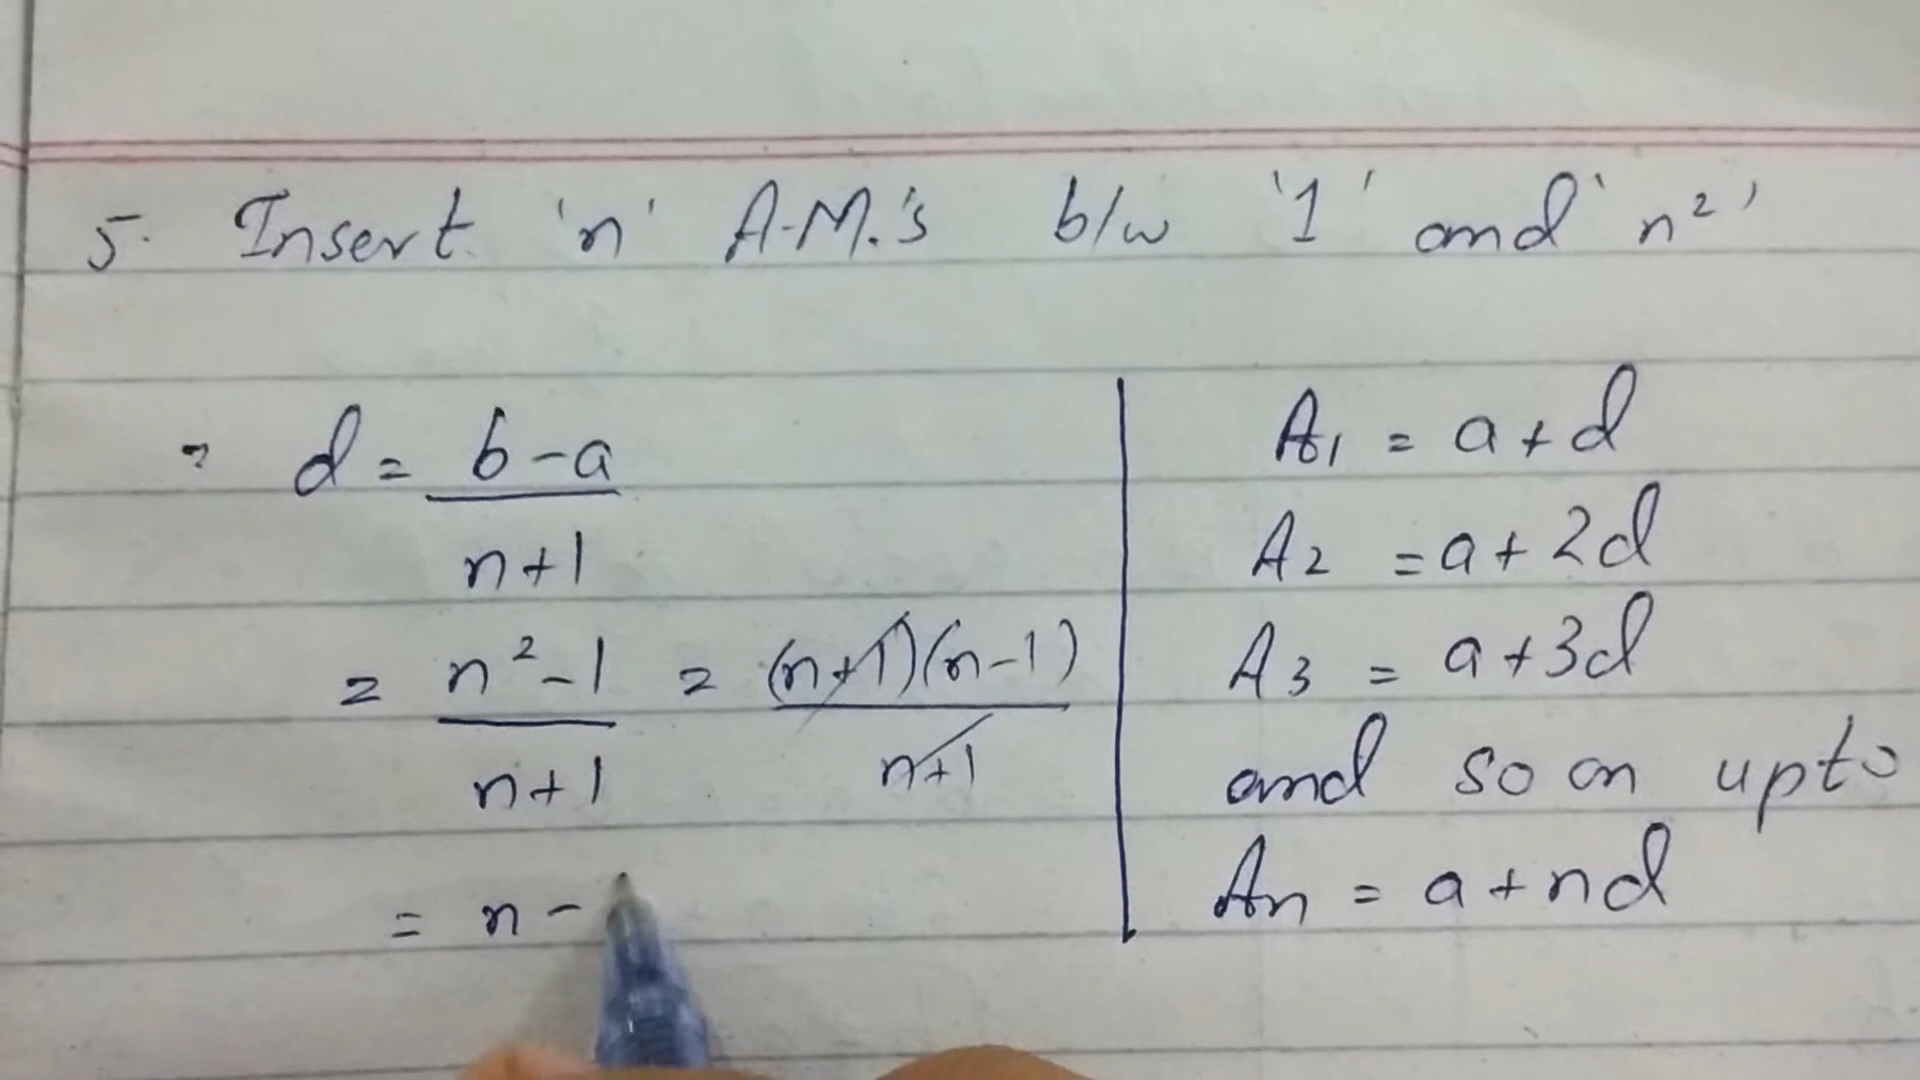 5. Insert 'n' A.M.'s b/w '1' and 'n²'
d = b-a
n+1
= n²-1 = (n+1)(n-1)
n+1 n+1
= n -
A1 = a + d
A2 = a + 2d
A3 = a + 3d
and so on upto
An = a + nd